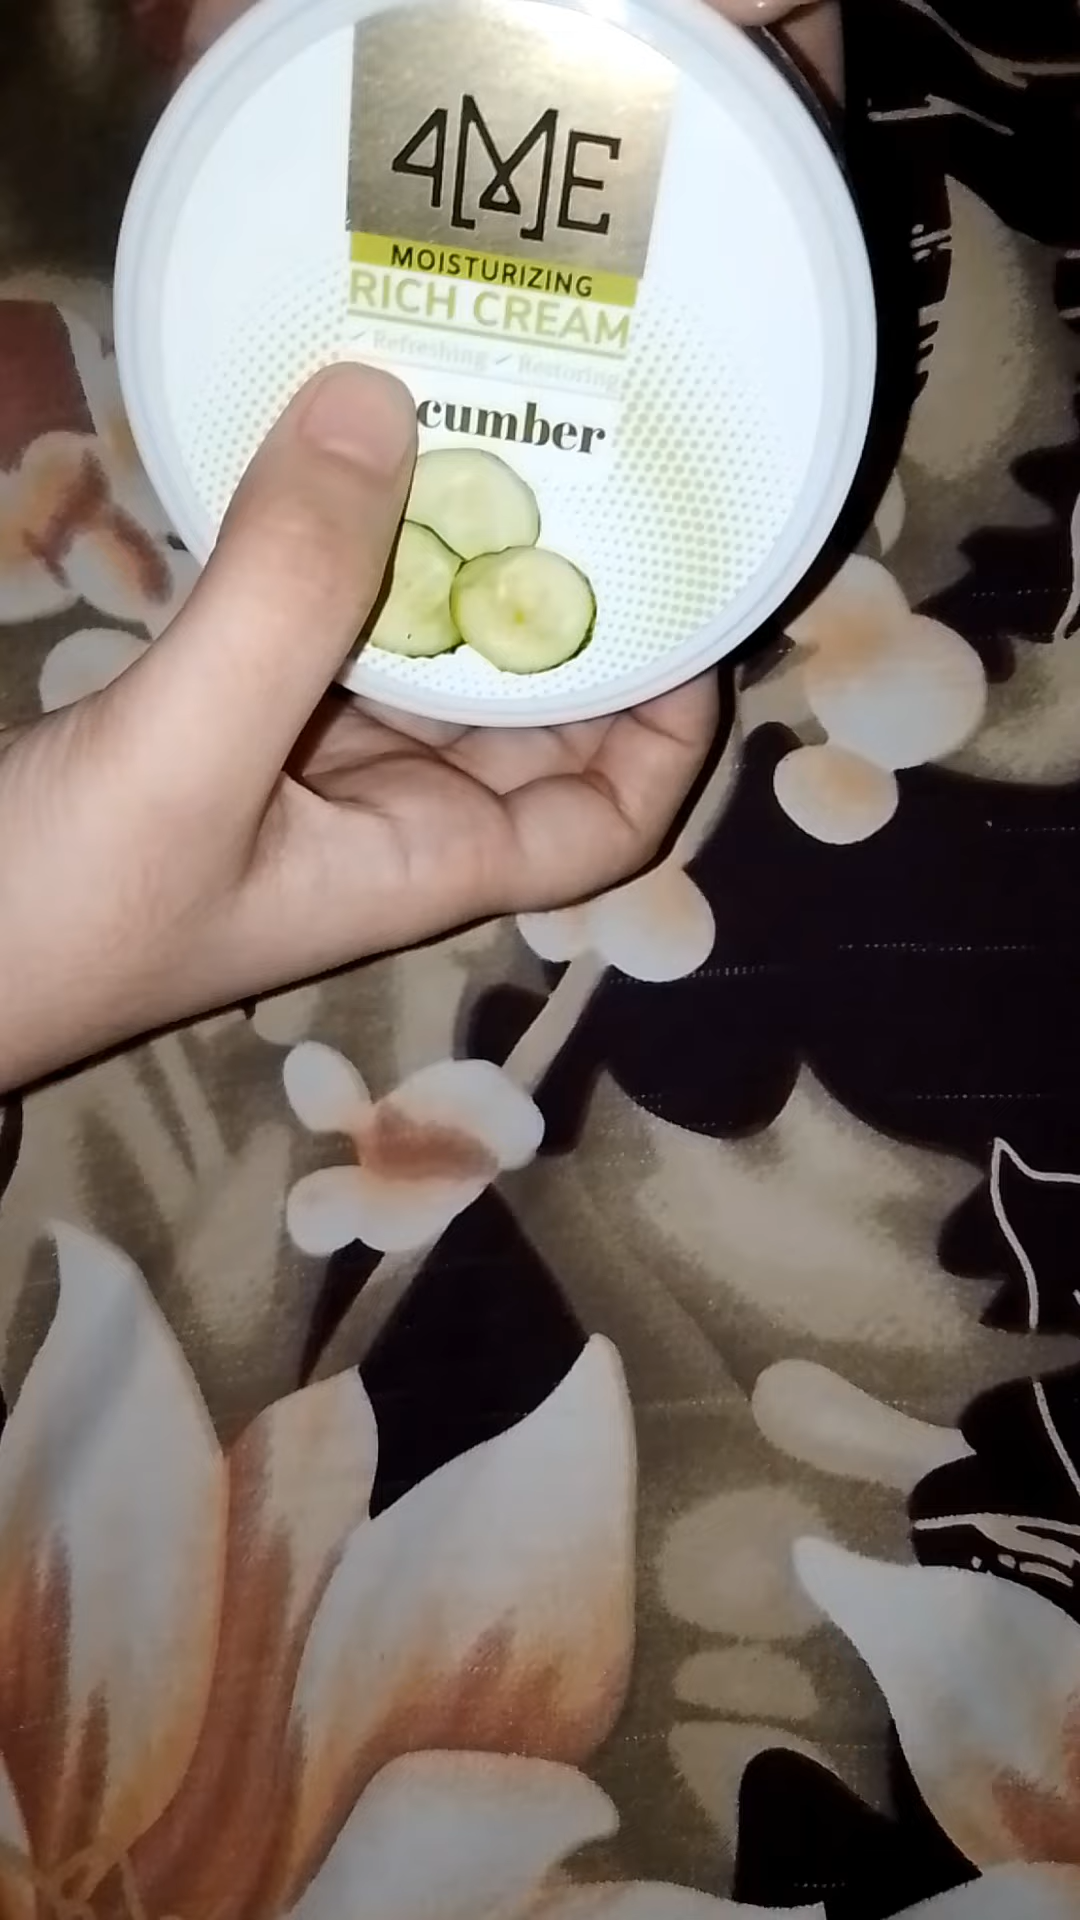 4ME
MOISTURIZING
RICH CREAM
✓ Refreshing ✓ Restoring
cumber